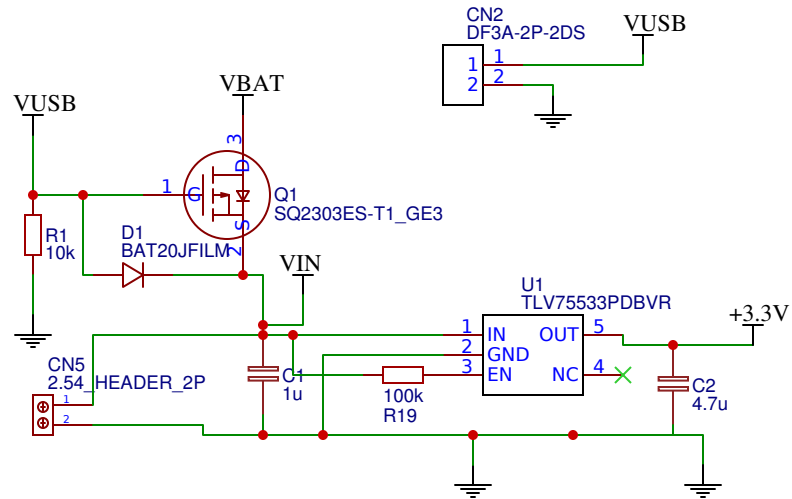 CN2
DF3A-2P-2DS
VUSB
1
1
2
2
VBAT
VUSB
3
D
1
G
Q1
SQ2303ES-T1_GE3
S
2
R1
10k
D1
BAT20JFILM
VIN
U1
TLV75533PDBVR
+3.3V
1
IN
OUT
5
2
GND
3
EN
NC
4
CN5
2.54_HEADER_2P
1
2
C1
1u
100k
R19
C2
4.7u